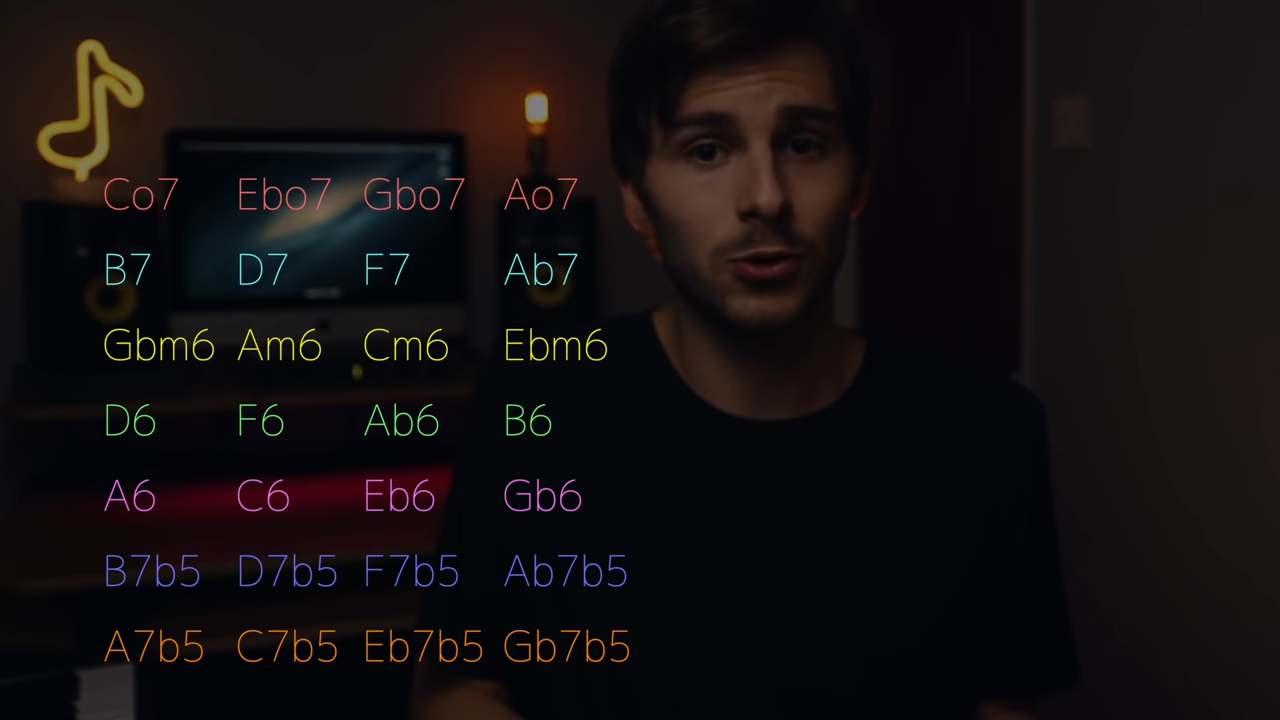 Co7 Ebo7 Gbo7 Ao7
B7 D7 F7 Ab7
Gbm6 Am6 Cm6 Ebm6
D6 F6 Ab6 B6
A6 C6 Eb6 Gb6
B7b5 D7b5 F7b5 Ab7b5
A7b5 C7b5 Eb7b5 Gb7b5